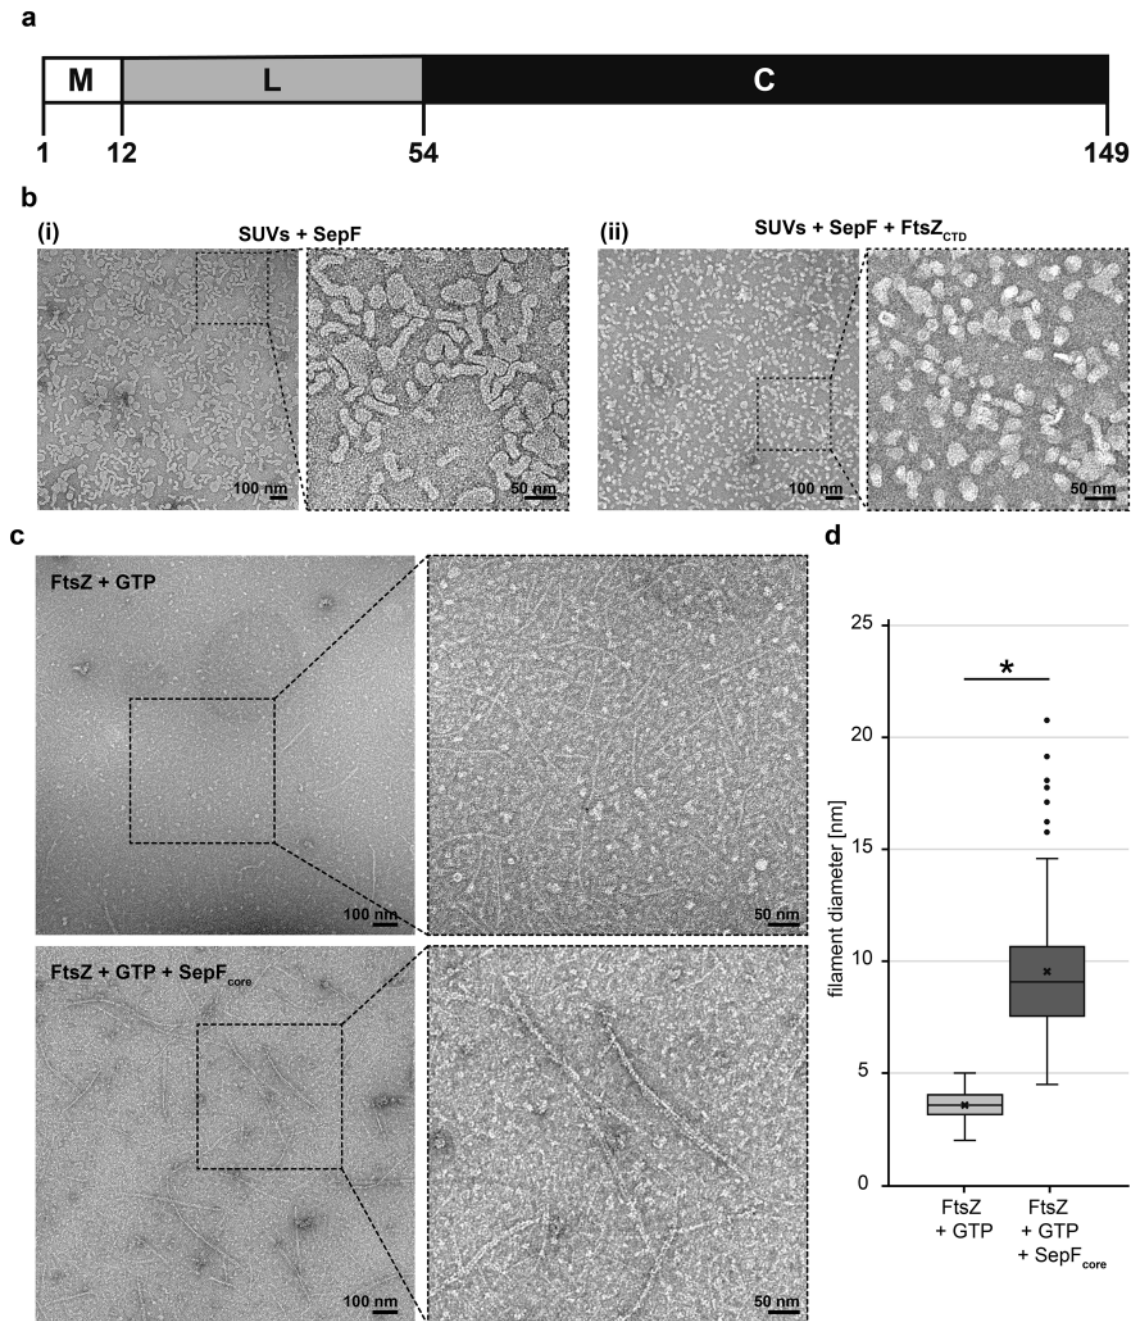 a
M L C
1 12 54 149
b
(i) SUVs + SepF
100 nm
50 nm
(ii) SUVs + SepF + FtsZCTD
100 nm
50 nm
c
FtsZ + GTP
100 nm
50 nm
FtsZ + GTP + SepFcore
100 nm
50 nm
d
25
20
15
10
5
0
filament diameter [nm]
*
FtsZ
+ GTP
FtsZ
+ GTP
+ SepFcore